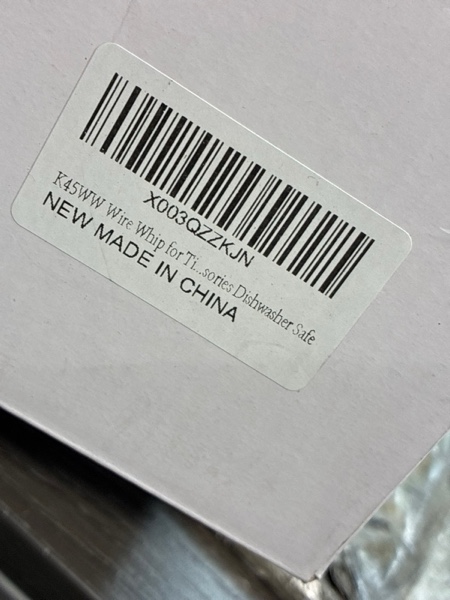 X003QZZKJN
K45WW Wire Whip for Ti...sories Dishwasher Safe
NEW MADE IN CHINA